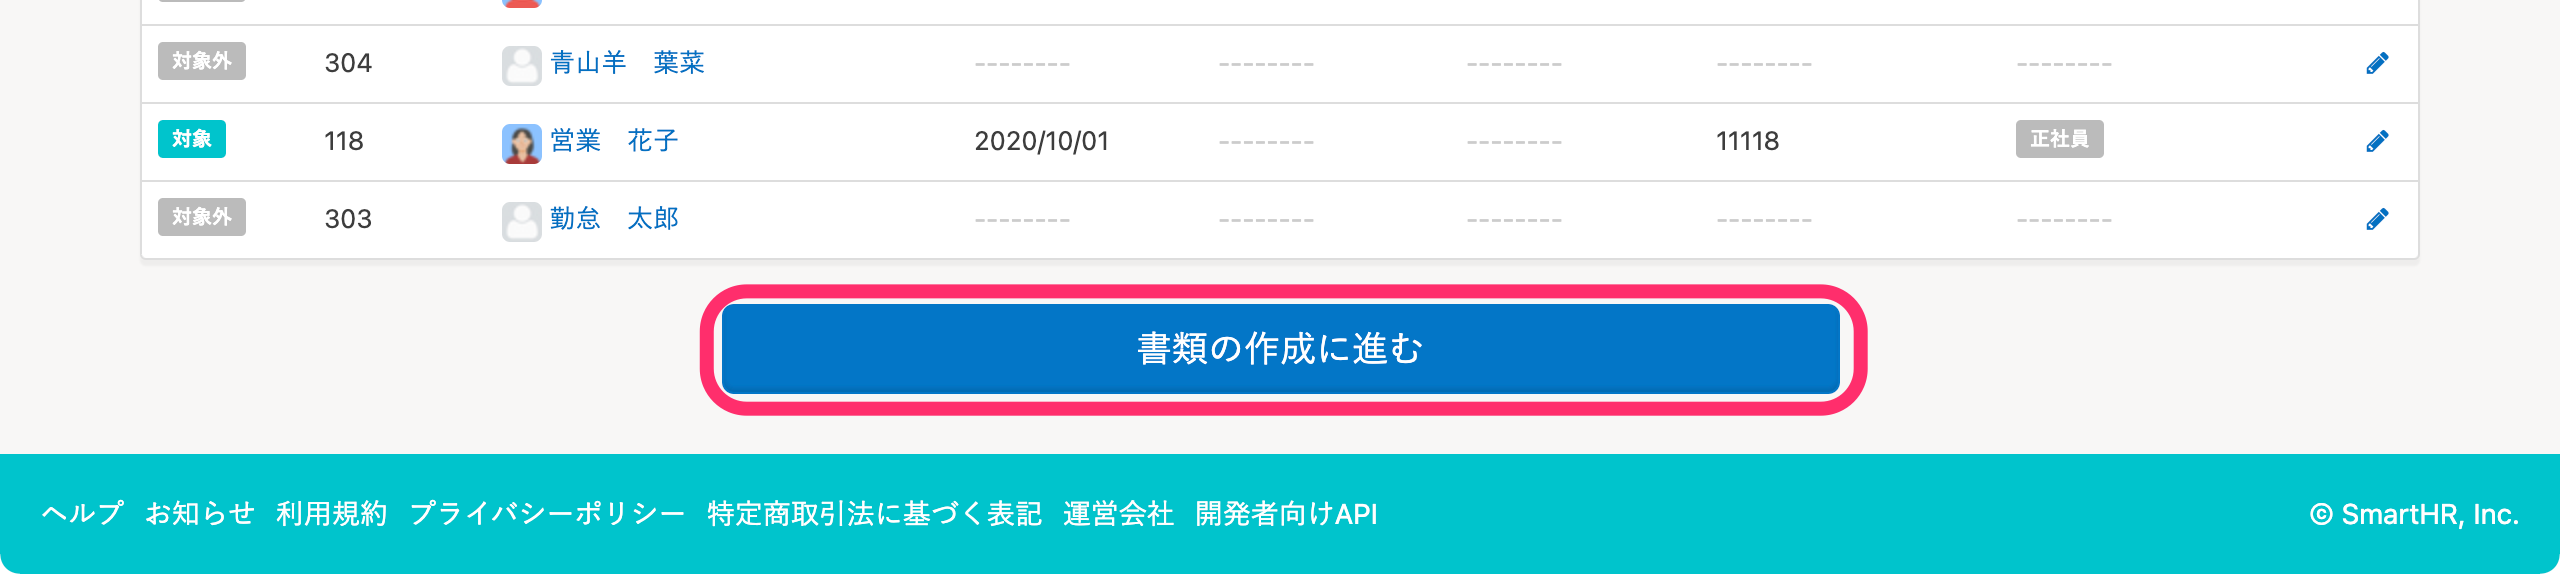 対象外 304 青山羊　葉菜 -------- -------- -------- -------- --------
対象 118 営業　花子 2020/10/01 -------- -------- 11118 正社員
対象外 303 勤怠　太郎 -------- -------- -------- -------- --------
書類の作成に進む
ヘルプ お知らせ 利用規約 プライバシーポリシー 特定商取引法に基づく表記 運営会社 開発者向けAPI © SmartHR, Inc.